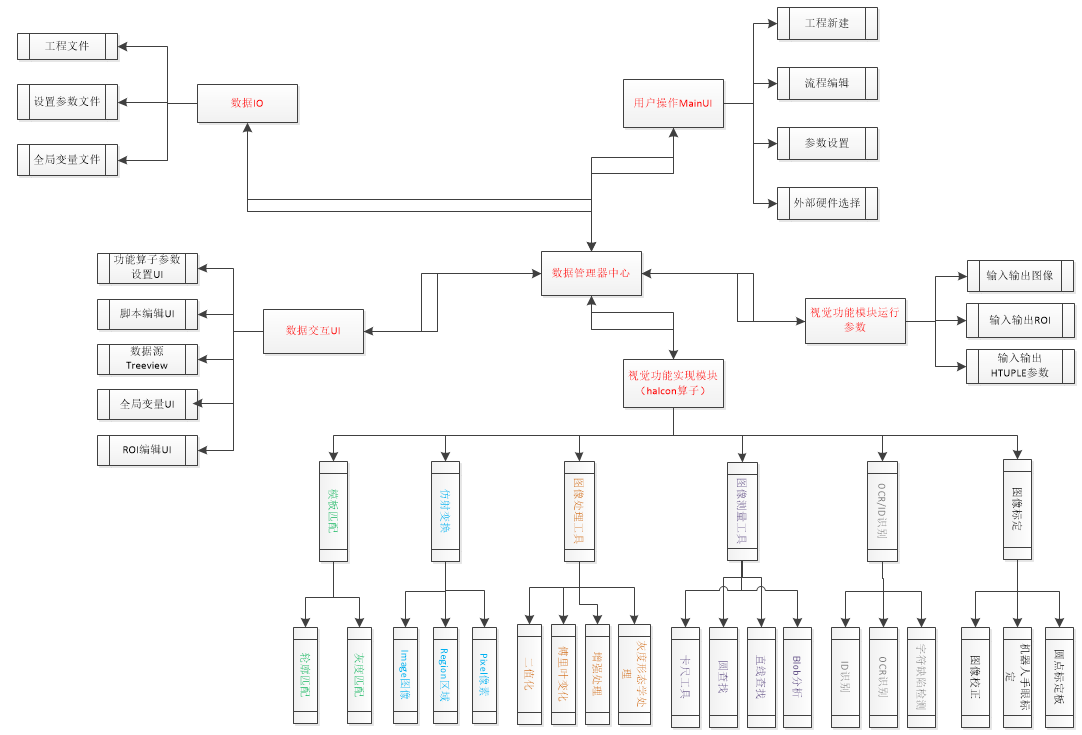 工程新建
工程文件
流程编辑
设置参数文件
数据IO
用户操作MainUI
参数设置
全局变量文件
外部硬件选择
功能算子参数
设置UI
数据管理器中心
输入输出图像
脚本编辑UI
数据交互UI
视觉功能模块运行
参数
输入输出ROI
数据源
Treeview
输入输出
HTUPLE参数
视觉功能实现模块
（halcon算子）
全局变量UI
ROI编辑UI
模板匹配
仿射变换
图像处理工具
图像测量工具
OCR/ID识别
图像标定
轮廓匹配
灰度匹配
Image图像
Region区域
Pixel像素
二值化
傅里叶变化
增强处理
灰度形态学处
理
卡尺工具
圆查找
直线查找
Blob分析
ID识别
OCR识别
字符缺陷检测
图像校正
机器人手眼标
定
圆点标定板